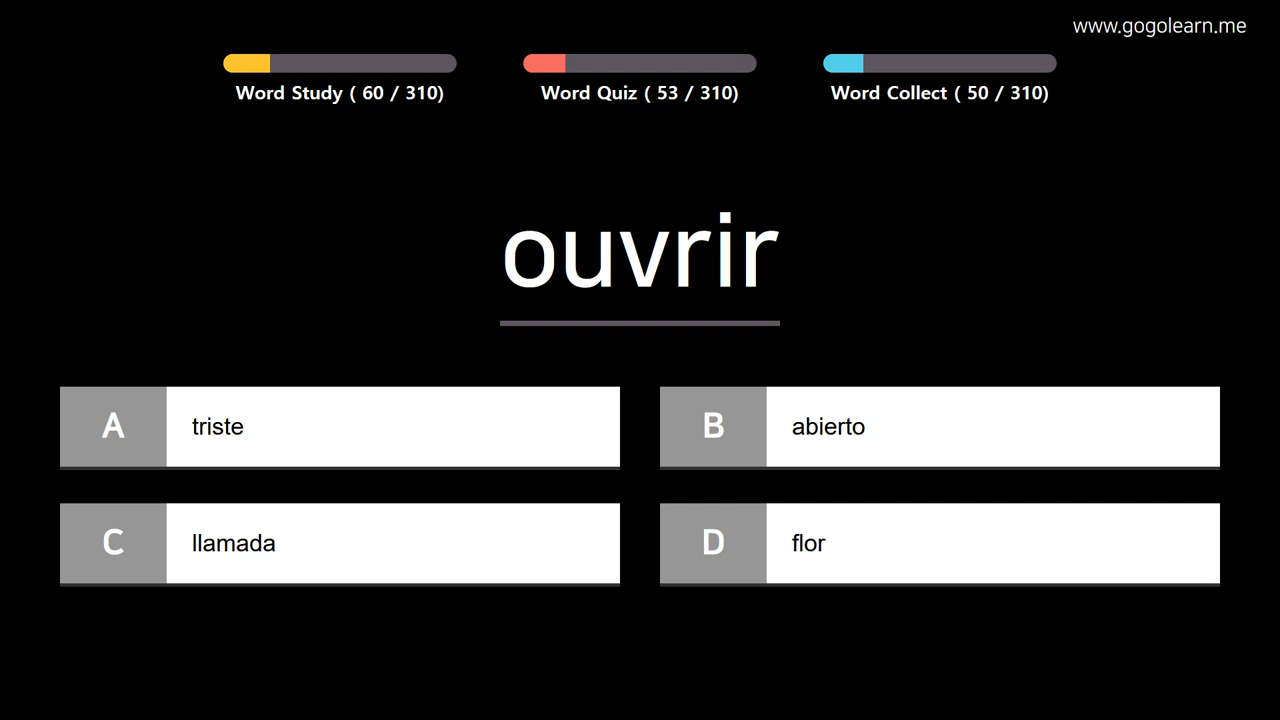 www.gogolearn.me
Word Study ( 60 / 310)
Word Quiz ( 53 / 310)
Word Collect ( 50 / 310)
ouvrir
A triste
B abierto
C llamada
D flor